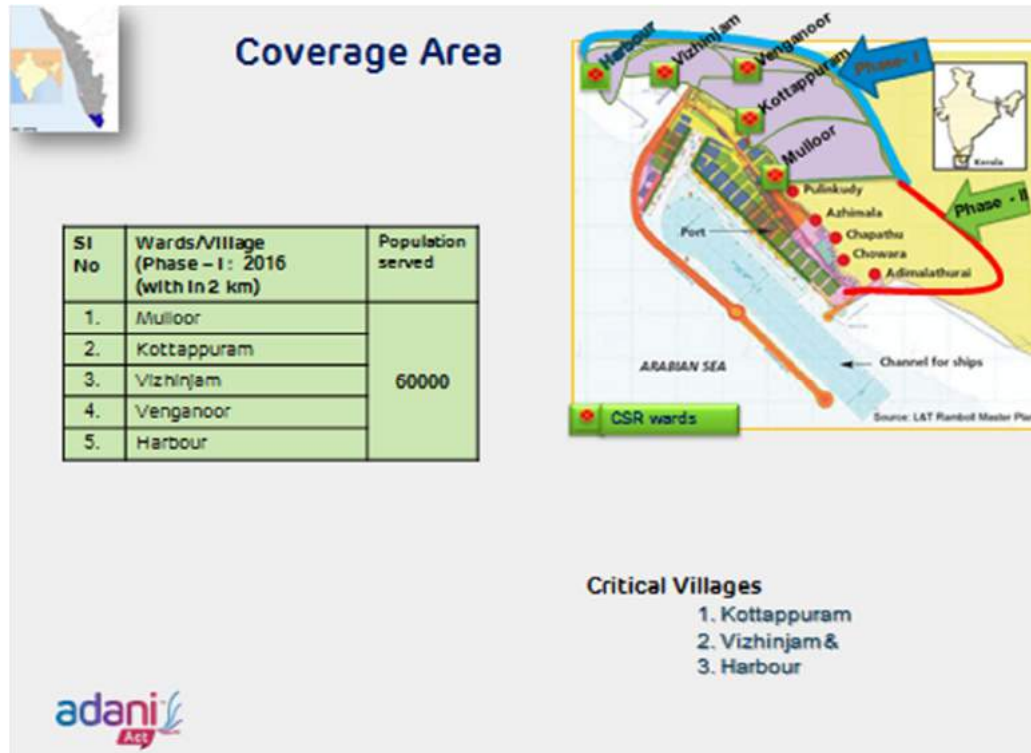 Coverage Area
SI No
Wards/Village
(Phase – I : 2016
(with in 2 km)
Population served
1. Mulloor
2. Kottappuram
3. Vizhinjam
4. Venganoor
5. Harbour
60000
Harbour
Vizhinjam
Venganoor
Kottappuram
Mulloor
Phase- I
Kerala
Phase - II
Pulinkudy
Azhimala
Chapathu
Chowara
Adimalathurai
Port
ARABIAN SEA
Channel for ships
CSR wards
Source: L&T Ramboll Master Plan
Critical Villages
1. Kottappuram
2. Vizhinjam &
3. Harbour
adani
Act